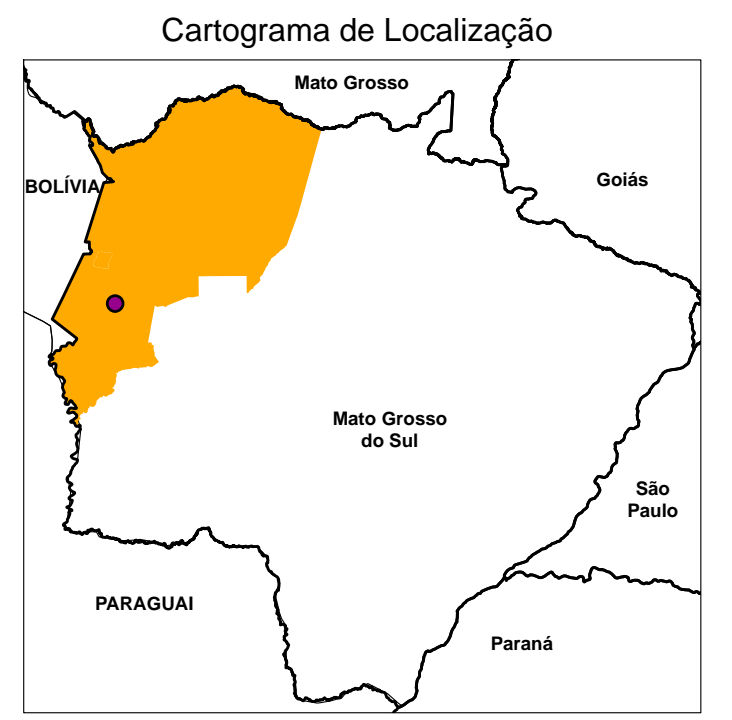 Cartograma de Localização
Mato Grosso
BOLÍVIA
Goiás
Mato Grosso
do Sul
São
Paulo
PARAGUAI
Paraná